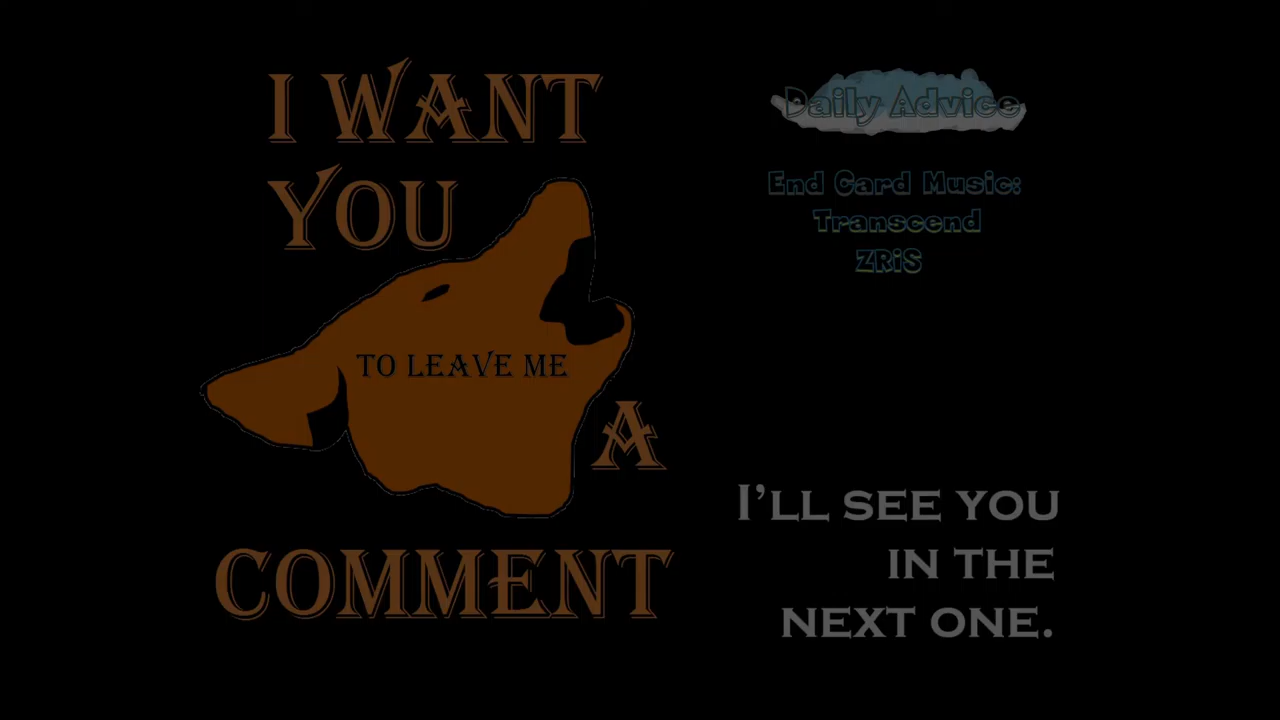 I WANT
YOU
TO LEAVE ME
A
COMMENT
Daily Advice
End Card Music:
Transcend
ZRiS
I'LL SEE YOU
IN THE
NEXT ONE.